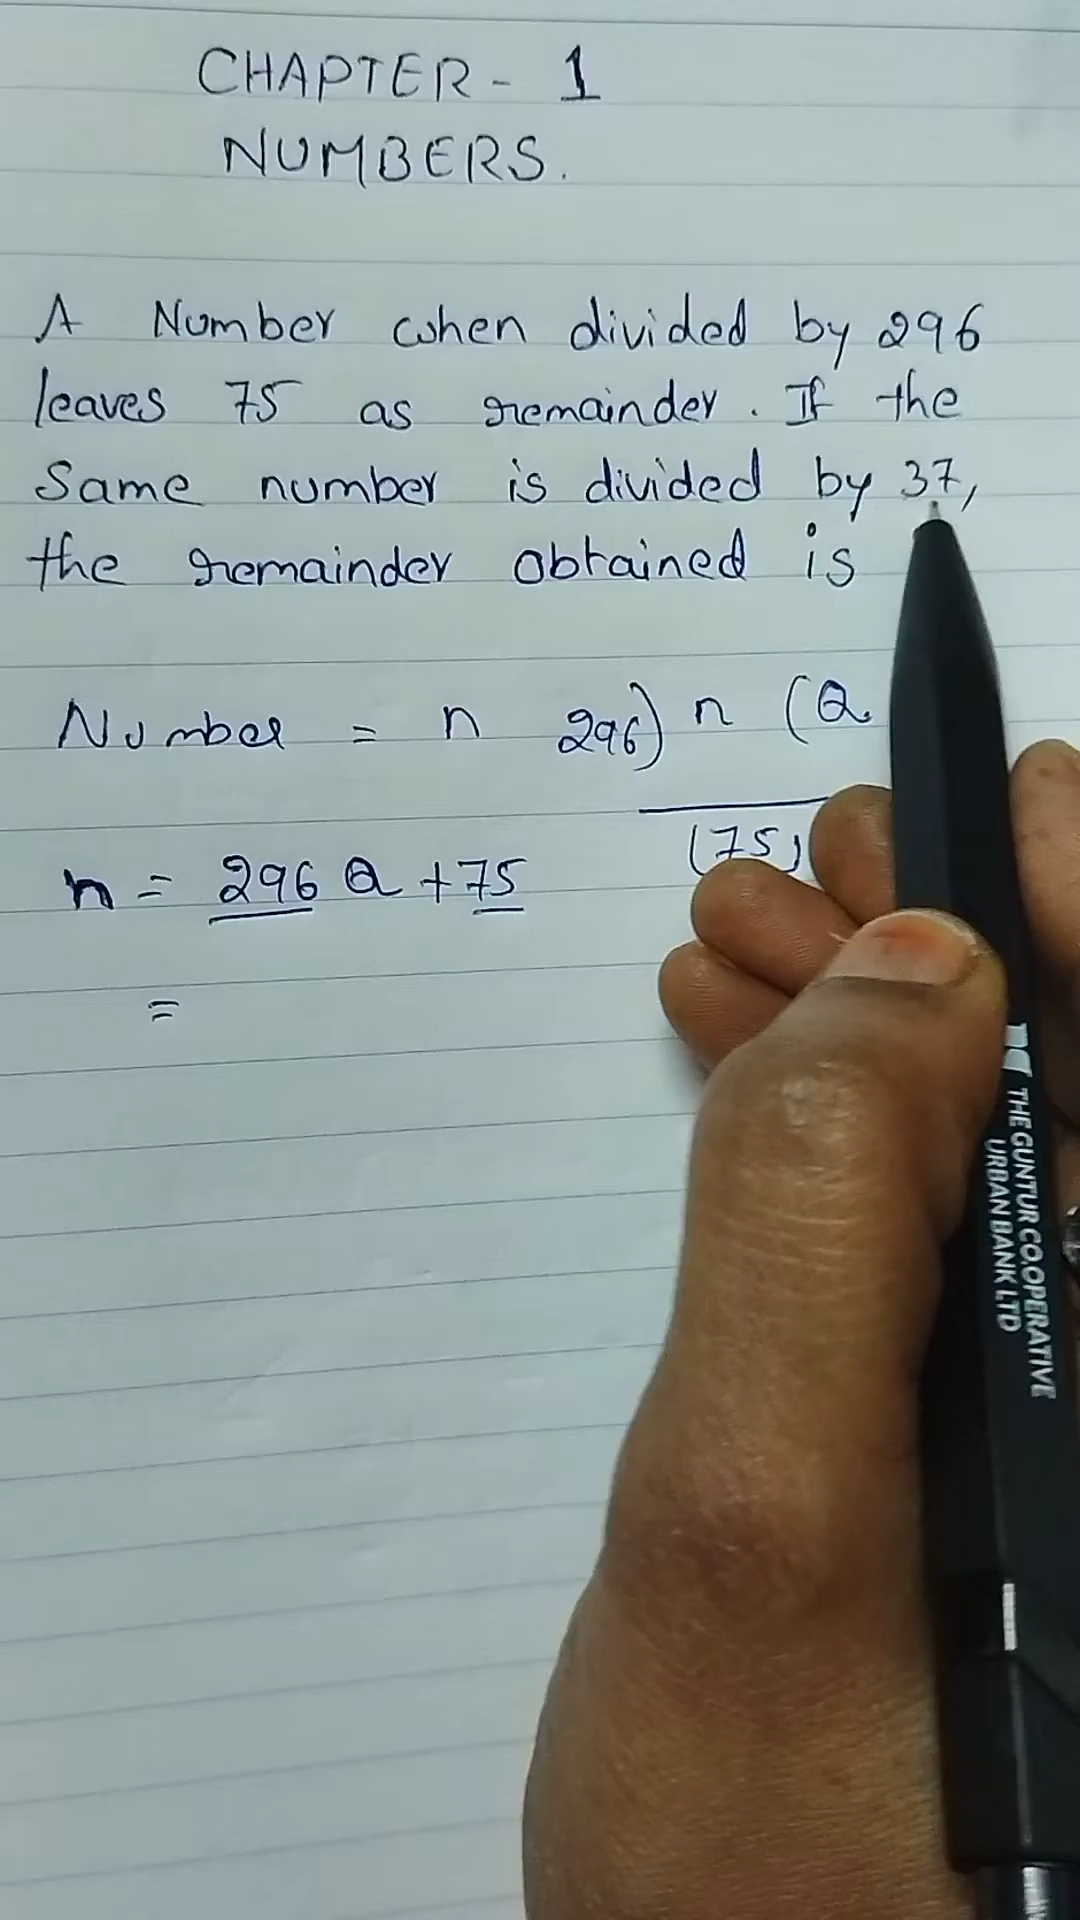 CHAPTER - 1
NUMBERS.
A Number when divided by 296
leaves 75 as remainder. If the
Same number is divided by 37,
the remainder obtained is
Number = n 296) n (Q
(75)
n = 296 Q + 75
=
THE GUNTUR CO.OPERATIVE
URBAN BANK LTD